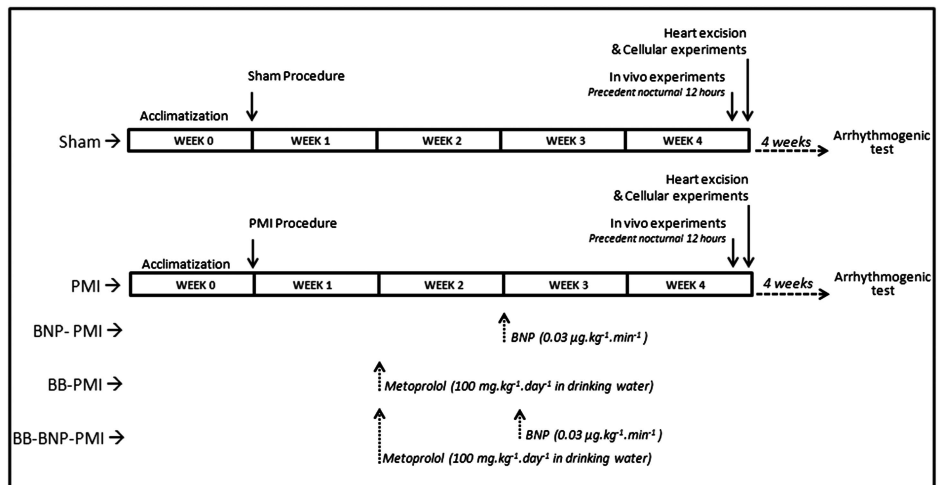 Heart excision
& Cellular experiments
Sham Procedure
In vivo experiments
Precedent nocturnal 12 hours
Acclimatization
Sham → WEEK 0 WEEK 1 WEEK 2 WEEK 3 WEEK 4 4 weeks Arrhythmogenic
test
Heart excision
& Cellular experiments
PMI Procedure
In vivo experiments
Precedent nocturnal 12 hours
Acclimatization
PMI → WEEK 0 WEEK 1 WEEK 2 WEEK 3 WEEK 4 4 weeks Arrhythmogenic
test
BNP- PMI →
BNP (0.03 µg.kg⁻¹.min⁻¹)
BB-PMI →
Metoprolol (100 mg.kg⁻¹.day⁻¹ in drinking water)
BB-BNP-PMI →
BNP (0.03 µg.kg⁻¹.min⁻¹)
Metoprolol (100 mg.kg⁻¹.day⁻¹ in drinking water)